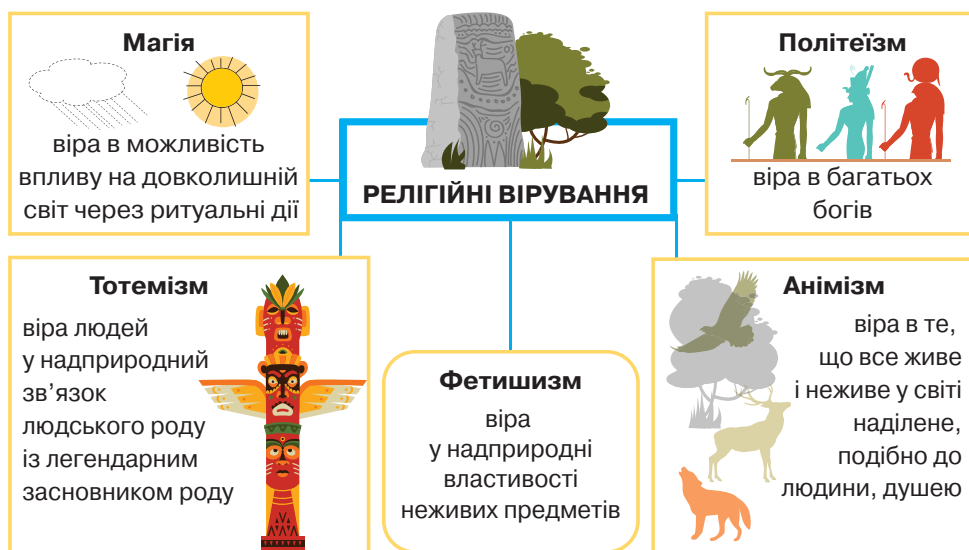 Магія
віра в можливість
впливу на довколишній
світ через ритуальні дії
РЕЛІГІЙНІ ВІРУВАННЯ
Політеїзм
віра в багатьох
богів
Тотемізм
віра людей
у надприродний
зв’язок
людського роду
із легендарним
засновником роду
Фетишизм
віра
у надприродні
властивості
неживих предметів
Анімізм
віра в те,
що все живе
і неживе у світі
наділене,
подібно до
людини, душею